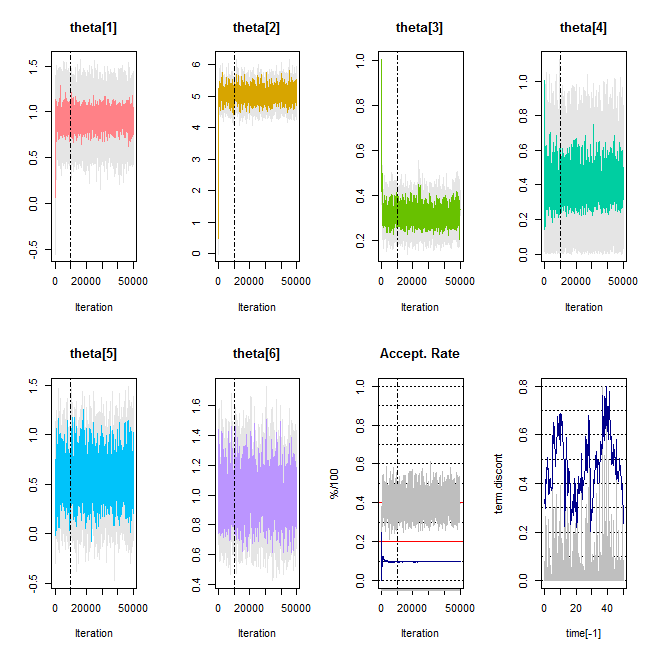 theta[1] theta[2] theta[3] theta[4]
1.5 1.0 0.5 0.0 -0.5
6 5 4 3 2 1 0
1.0 0.8 0.6 0.4 0.2
1.0 0.8 0.6 0.4 0.2 0.0
0 20000 50000 0 20000 50000 0 20000 50000 0 20000 50000
Iteration Iteration Iteration Iteration
theta[5] theta[6] Accept. Rate
1.5 1.0 0.5 0.0 -0.5
1.6 1.4 1.2 1.0 0.8 0.6 0.4
%/100
1.0 0.8 0.6 0.4 0.2 0.0
term.discont
0.8 0.6 0.4 0.2 0.0
0 20000 50000 0 20000 50000 0 20000 50000 0 20 40
Iteration Iteration Iteration time[-1]